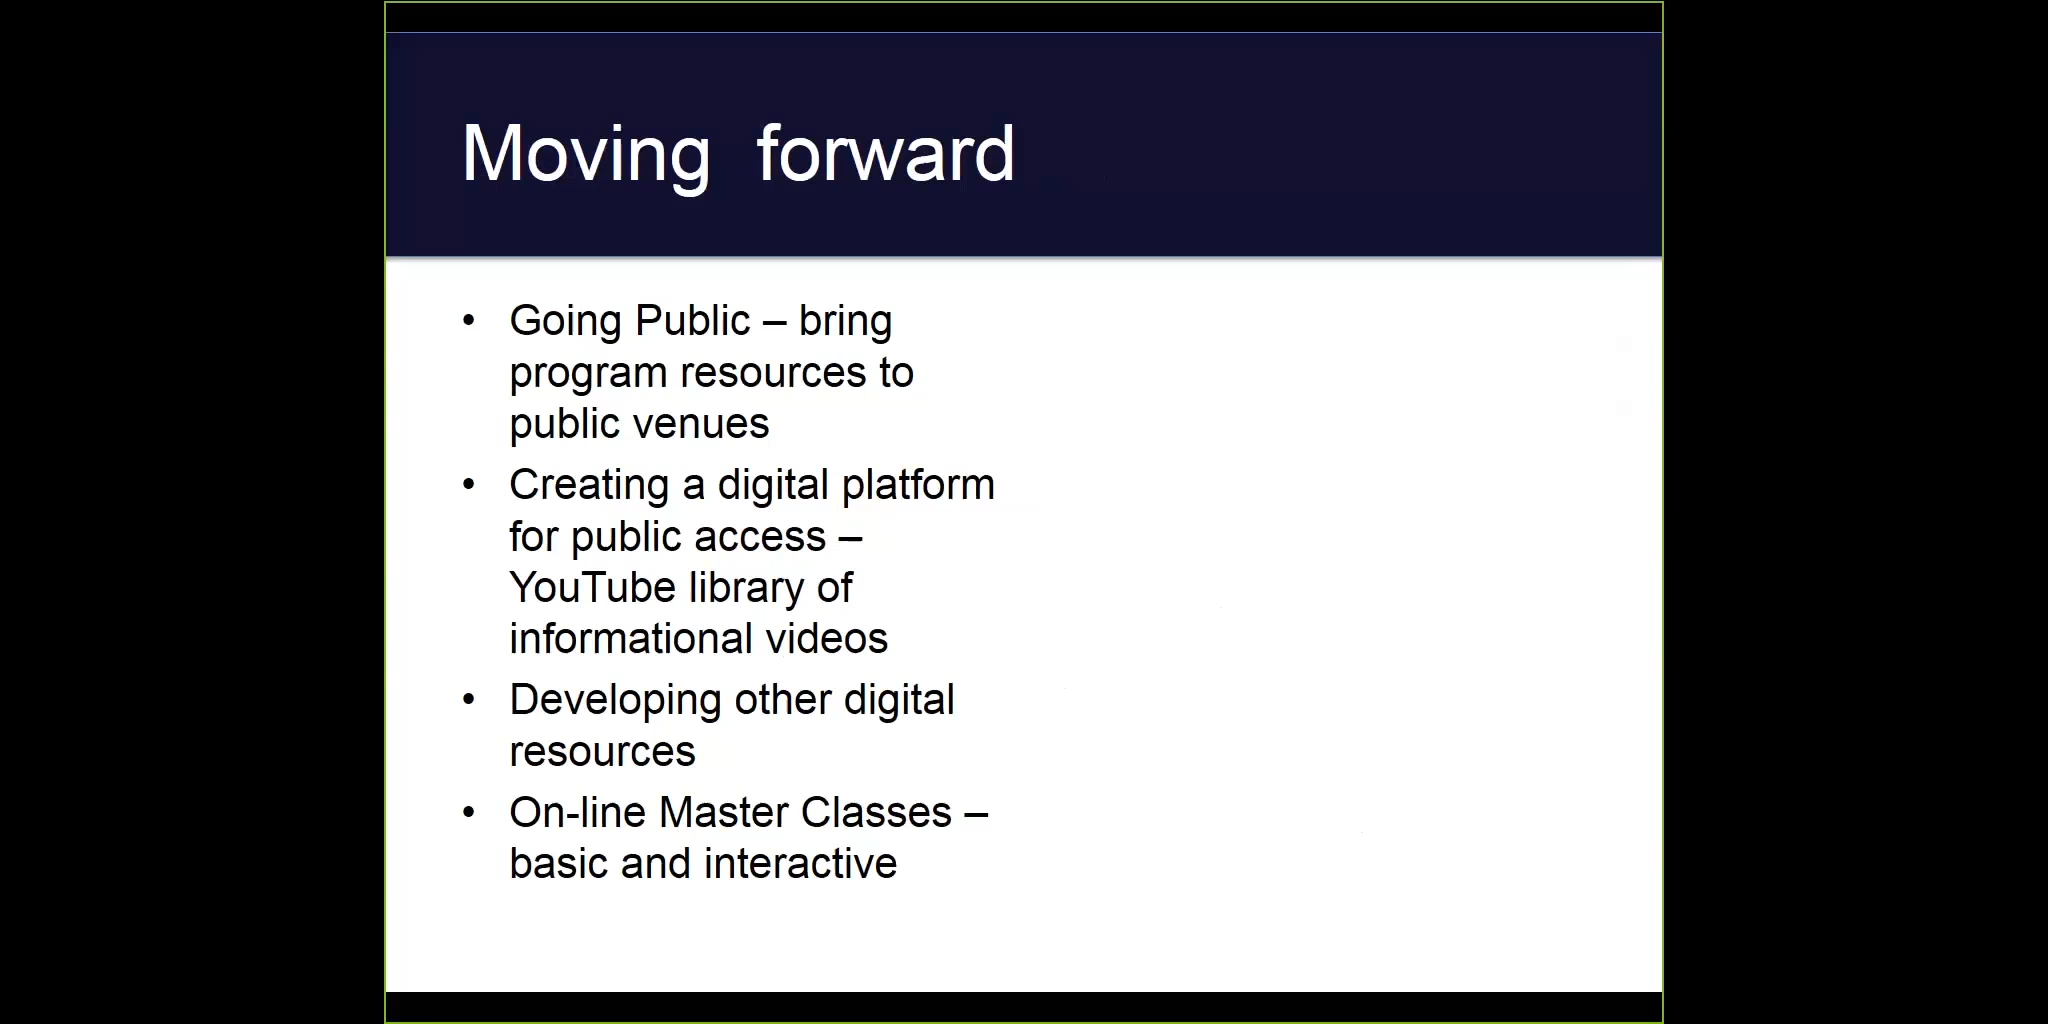 Moving forward
• Going Public – bring
program resources to
public venues
• Creating a digital platform
for public access –
YouTube library of
informational videos
• Developing other digital
resources
• On-line Master Classes –
basic and interactive